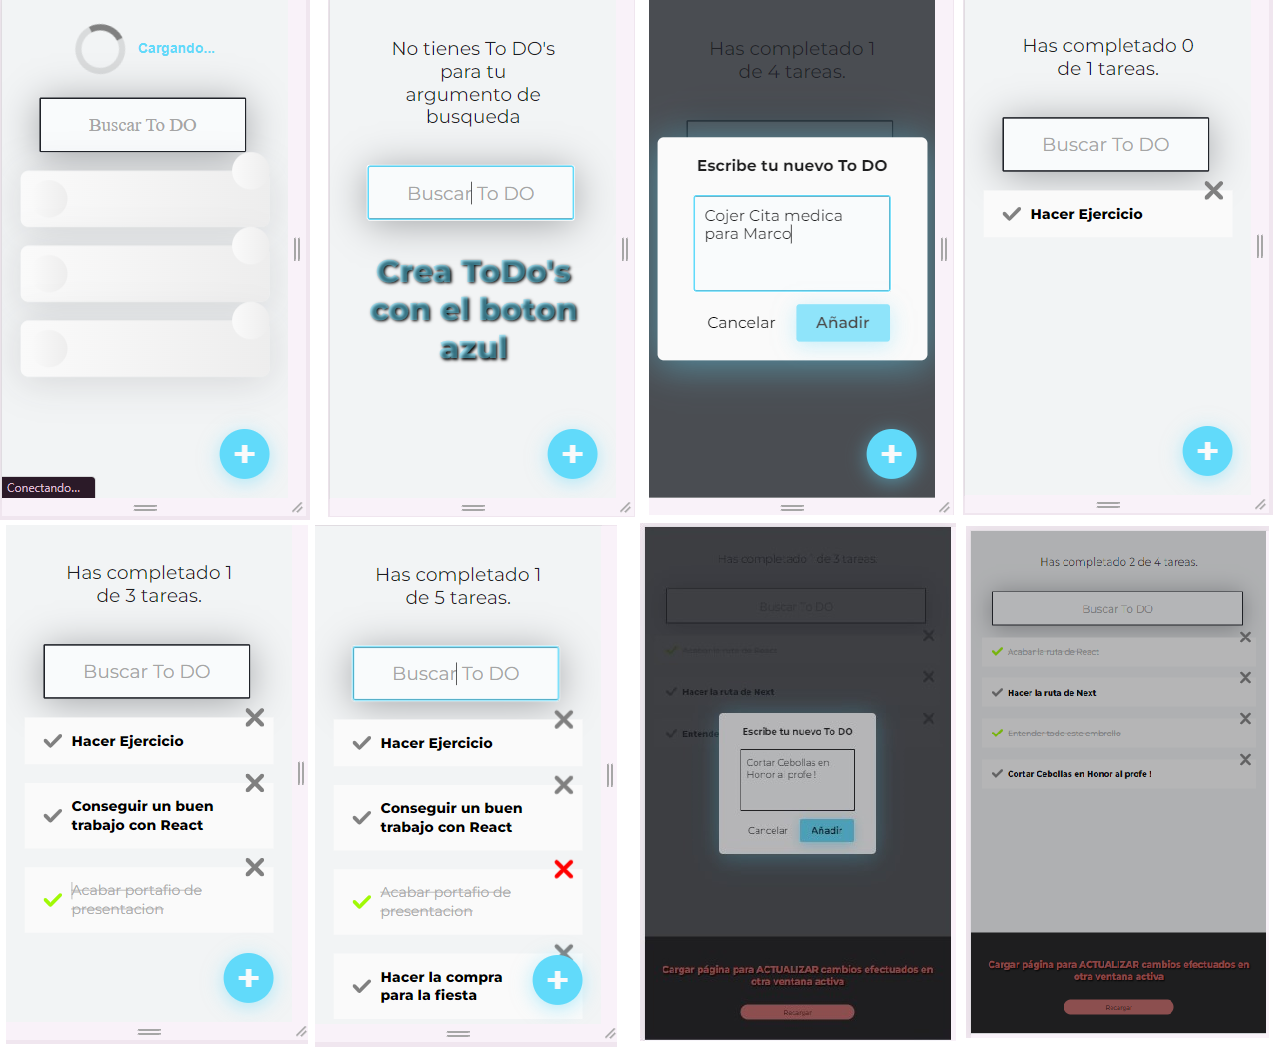 Cargando...
Buscar To DO
Conectando...
No tienes To DO's
para tu
argumento de
busqueda
Buscar To DO
Crea ToDo's
con el boton
azul
Has completado 1
de 4 tareas.
Escribe tu nuevo To DO
Cojer Cita medica
para Marco
Cancelar
Añadir
Has completado 0
de 1 tareas.
Buscar To DO
Hacer Ejercicio
Has completado 1
de 3 tareas.
Buscar To DO
Hacer Ejercicio
Conseguir un buen
trabajo con React
Acabar portafio de
presentacion
Has completado 1
de 5 tareas.
Buscar To DO
Hacer Ejercicio
Conseguir un buen
trabajo con React
Acabar portafio de
presentacion
Hacer la compra
para la fiesta
Has completado 1 de 3 tareas.
Buscar To DO
Acabar la ruta de React
Hacer la ruta de Next
Entende
Escribe tu nuevo To DO
Cortar Cebollas en
Honor al profe !
Cancelar
Añadir
Cargar página para ACTUALIZAR cambios efectuados en
otra ventana activa
Recargar
Has completado 2 de 4 tareas.
Buscar To DO
Acabar la ruta de React
Hacer la ruta de Next
Entender todo este embrollo
Cortar Cebollas en Honor al profe !
Cargar página para ACTUALIZAR cambios efectuados en
otra ventana activa
Recargar